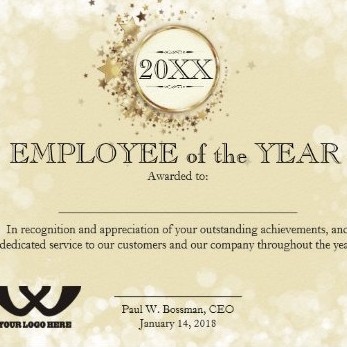 20XX
EMPLOYEE of the YEAR
Awarded to:
In recognition and appreciation of your outstanding achievements, and
dedicated service to our customers and our company throughout the
YOUR LOGO HERE
Paul W. Bossman, CEO
January 14, 2018